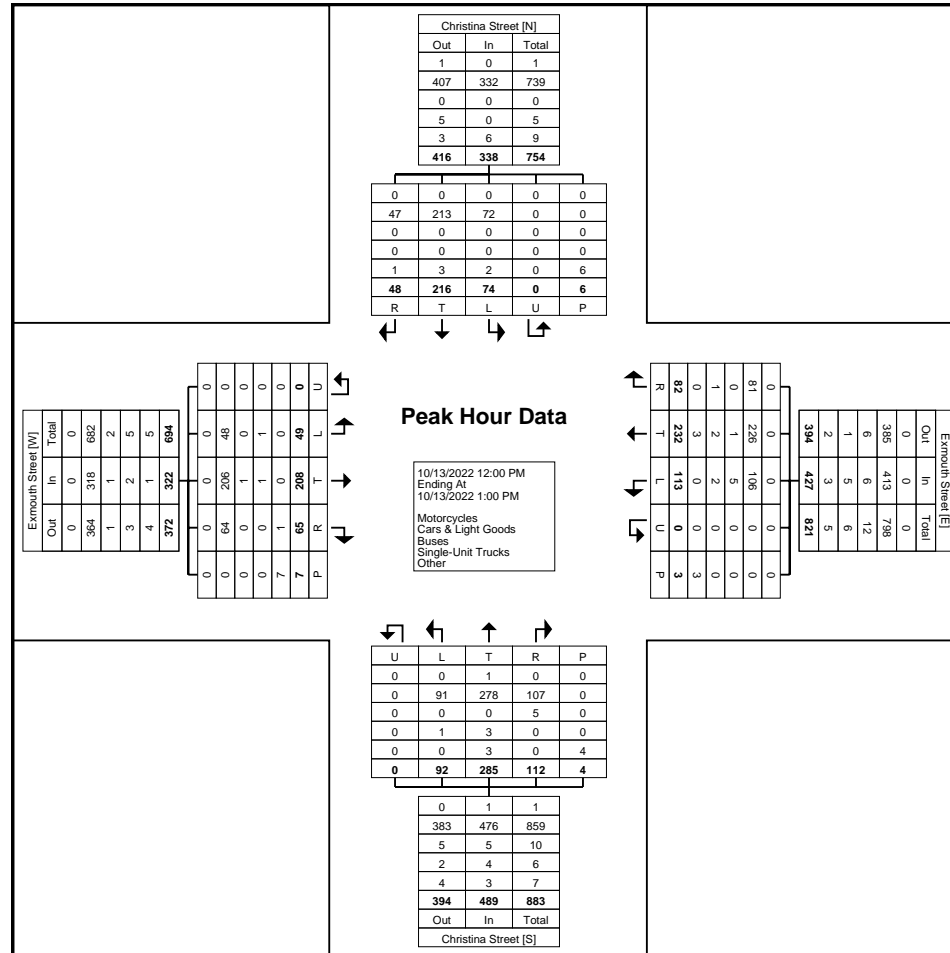 Christina Street [N]
Out In Total
1 0 1
407 332 739
0 0 0
5 0 5
3 6 9
416 338 754
0 0 0 0 0
47 213 72 0 0
0 0 0 0 0
0 0 0 0 0
1 3 2 0 6
48 216 74 0 6
R T L U P
Exmouth Street [W]
Out In Total
0 0 0
364 318 682
1 1 2
3 2 5
4 1 5
372 322 694
0 0 0 0 0
0 64 206 48 0
0 0 1 0 0
0 0 1 1 0
7 1 0 0 0
7 65 208 49 0
P R T L U
Peak Hour Data
10/13/2022 12:00 PM
Ending At
10/13/2022 1:00 PM
Motorcycles
Cars & Light Goods
Buses
Single-Unit Trucks
Other
Exmouth Street [E]
Out In Total
0 0 0
385 413 798
6 6 12
1 5 6
2 3 5
394 427 821
0 0 0 0 0
81 226 106 0 0
0 1 5 0 0
1 2 2 0 0
0 3 0 0 3
82 232 113 0 3
R T L U P
U L T R P
0 0 1 0 0
0 91 278 107 0
0 0 0 5 0
0 1 3 0 0
0 0 3 0 4
0 92 285 112 4
0 1 1
383 476 859
5 5 10
2 4 6
4 3 7
394 489 883
Out In Total
Christina Street [S]